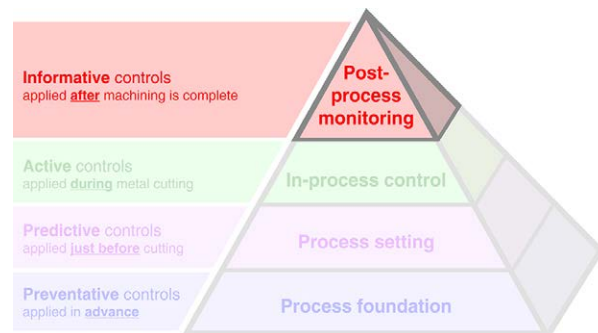 Informative controls
applied after machining is complete
Post-
process
monitoring
Active controls
applied during metal cutting
In-process control
Predictive controls
applied just before cutting
Process setting
Preventative controls
applied in advance
Process foundation